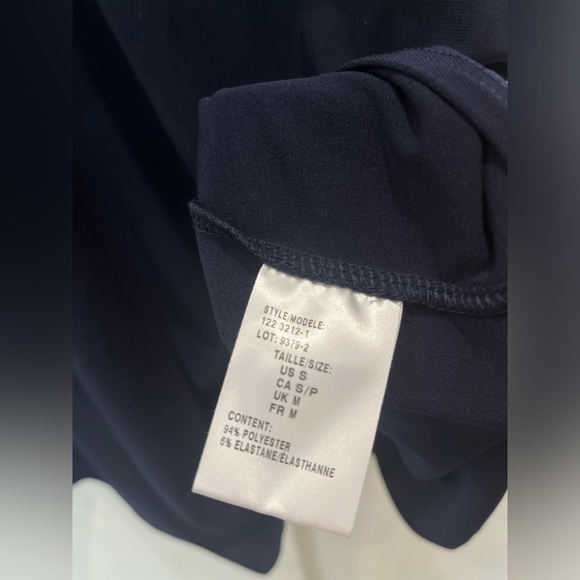 STYLE/MODELE:
122 3212-1
LOT: 9379-2
TAILLE/SIZE:
US S
CA S/P
UK M
FR M
CONTENT:
94% POLYESTER
6% ELASTANE/ÉLASTHANNE